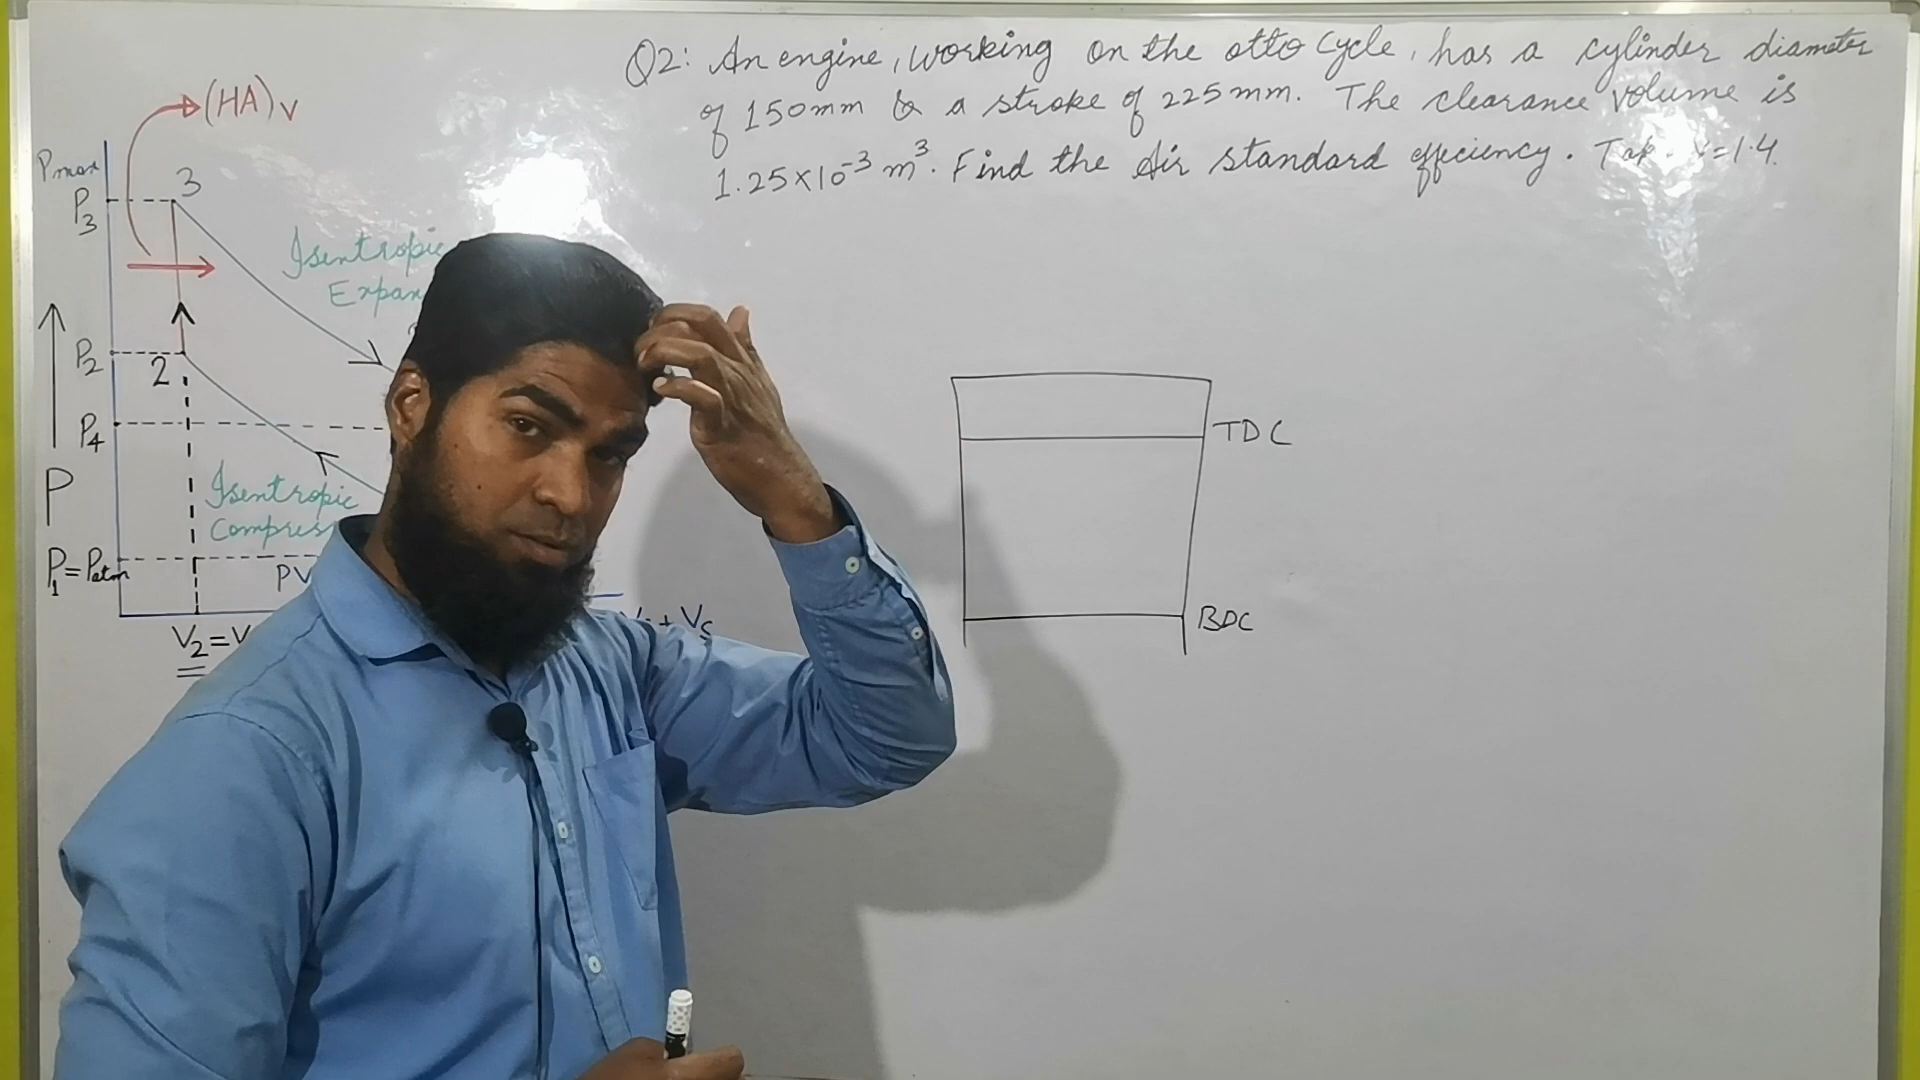 Q2: An engine, working on the otto cycle, has a cylinder diameter
of 150mm & a stroke of 225mm. The clearance volume is
1.25×10⁻³ m³. Find the Air standard efficiency. =1.4.
(HA)V
Pmax
P3
3
Isentropic
Expan
P2
2
P4
TDC
P
Isentropic
Compress
P1=Patm
PV
BDC
V2=V
+ Vs